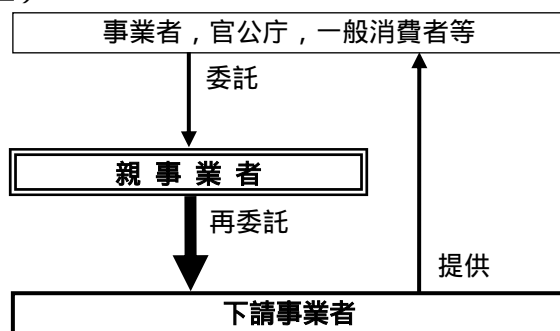 事業者，官公庁，一般消費者等
委託
親 事 業 者
再委託
提供
下請事業者